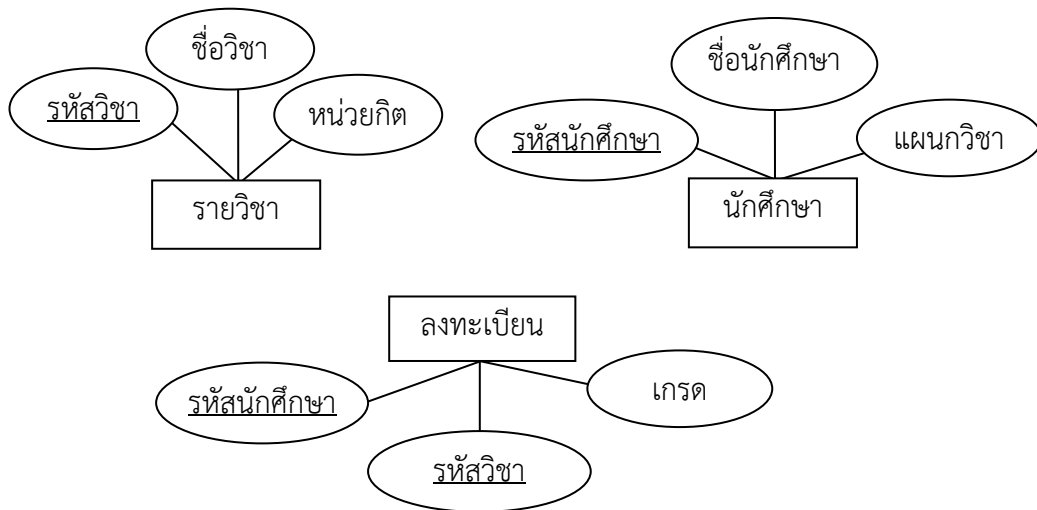 ชื่อวิชา
รหัสวิชา
หน่วยกิต
รายวิชา
ชื่อนักศึกษา
รหัสนักศึกษา
แผนกวิชา
นักศึกษา
ลงทะเบียน
รหัสนักศึกษา
เกรด
รหัสวิชา